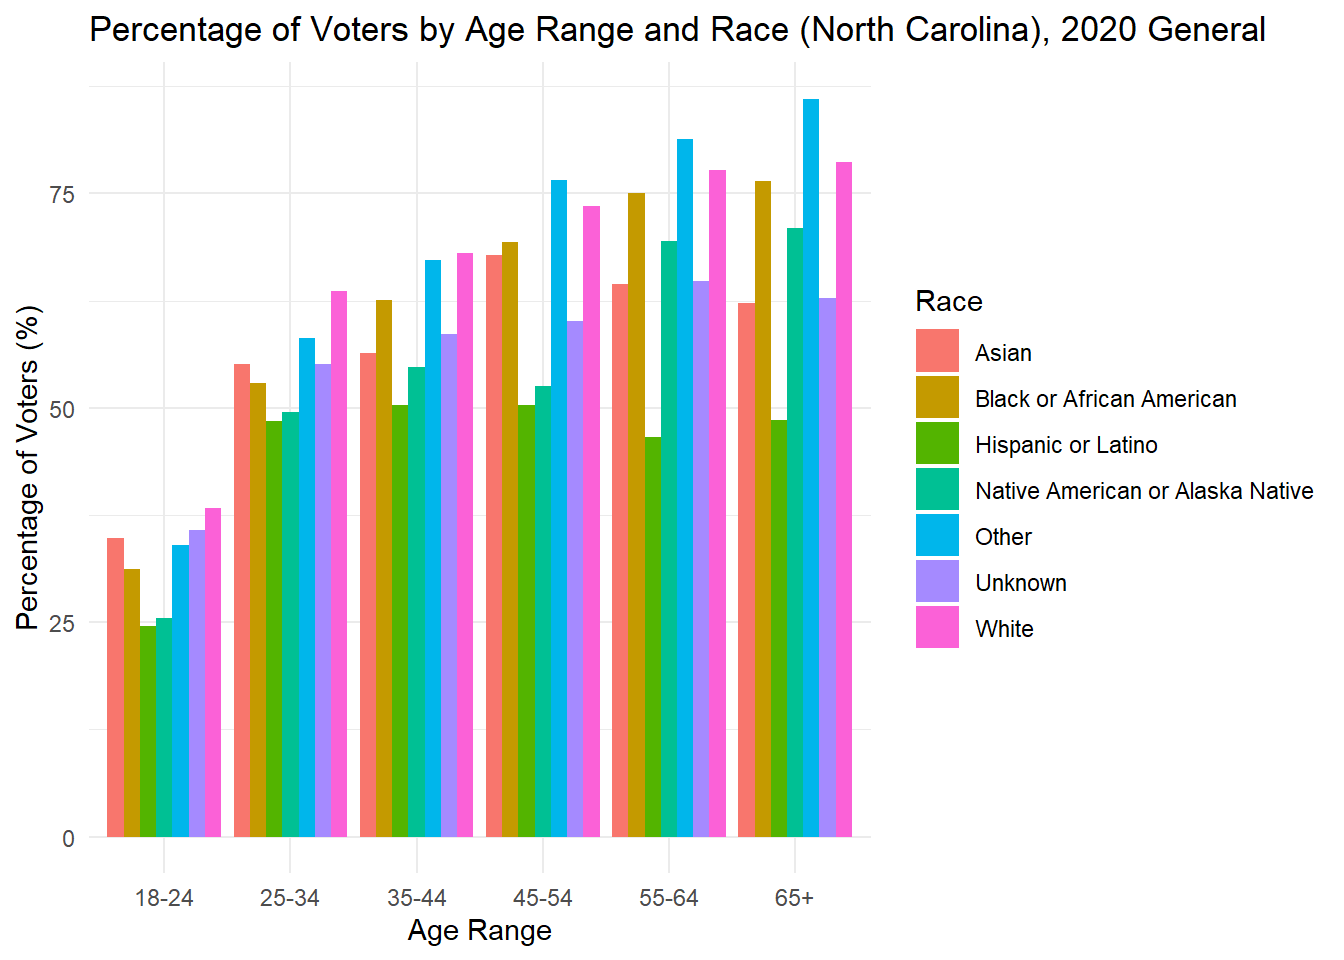 Percentage of Voters by Age Range and Race (North Carolina), 2020 General
Percentage of Voters (%)
75
50
25
0
18-24 25-34 35-44 45-54 55-64 65+
Age Range
Race
Asian
Black or African American
Hispanic or Latino
Native American or Alaska Native
Other
Unknown
White